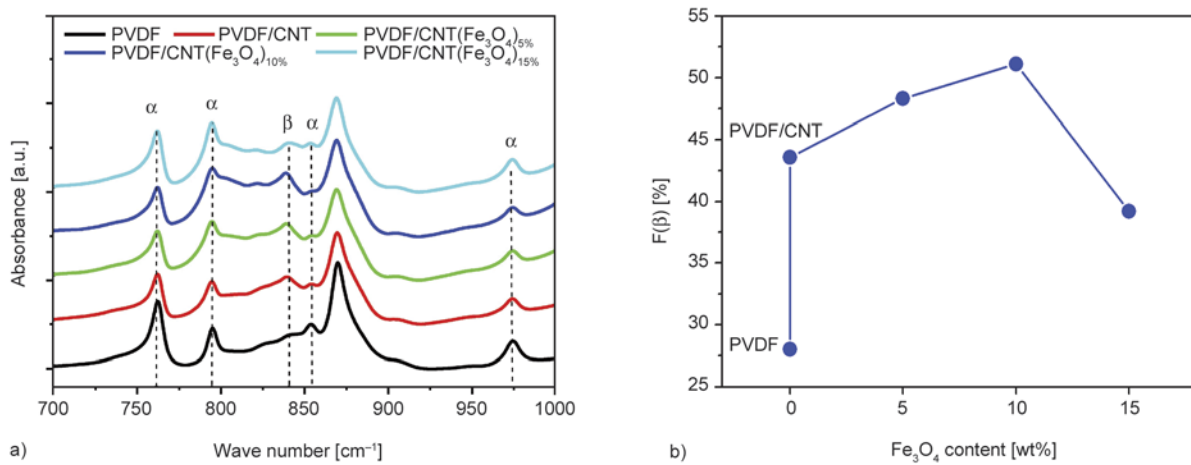 PVDF PVDF/CNT PVDF/CNT(Fe₃O₄)₅%
PVDF/CNT(Fe₃O₄)₁₀% PVDF/CNT(Fe₃O₄)₁₅%
α α β α α
Absorbance [a.u.]
700 750 800 850 900 950 1000
Wave number [cm⁻¹]
a)
55
50
45
40
35
30
25
F(β) [%]
PVDF/CNT
PVDF
0 5 10 15
Fe₃O₄ content [wt%]
b)